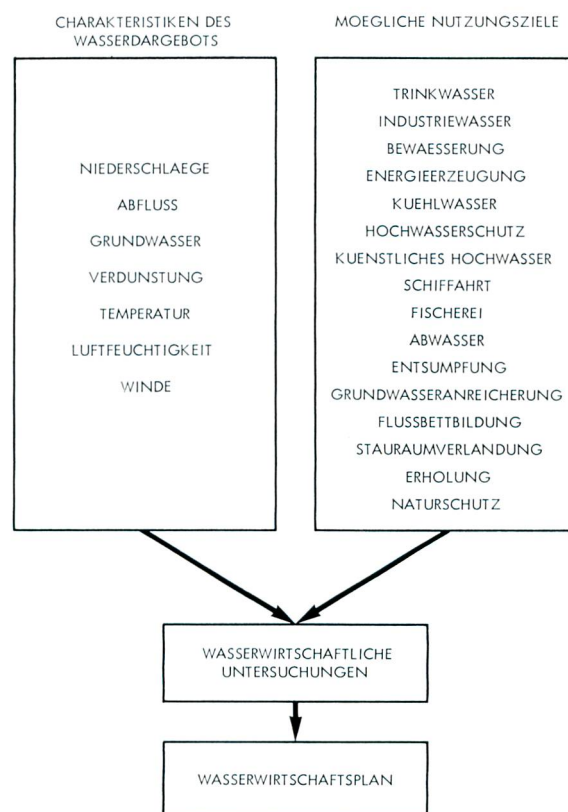 CHARAKTERISTIKEN DES
WASSERDARGEBOTS
NIEDERSCHLAEGE
ABFLUSS
GRUNDWASSER
VERDUNSTUNG
TEMPERATUR
LUFTFEUCHTIGKEIT
WINDE
MOEGLICHE NUTZUNGSZIELE
TRINKWASSER
INDUSTRIEWASSER
BEWAESSERUNG
ENERGIEERZEUGUNG
KUEHLWASSER
HOCHWASSERSCHUTZ
KUENSTLICHES HOCHWASSER
SCHIFFAHRT
FISCHEREI
ABWASSER
ENTSUMPFUNG
GRUNDWASSERANREICHERUNG
FLUSSBETTBILDUNG
STAURAUMVERLANDUNG
ERHOLUNG
NATURSCHUTZ
WASSERWIRTSCHAFTLICHE
UNTERSUCHUNGEN
WASSERWIRTSCHAFTSPLAN